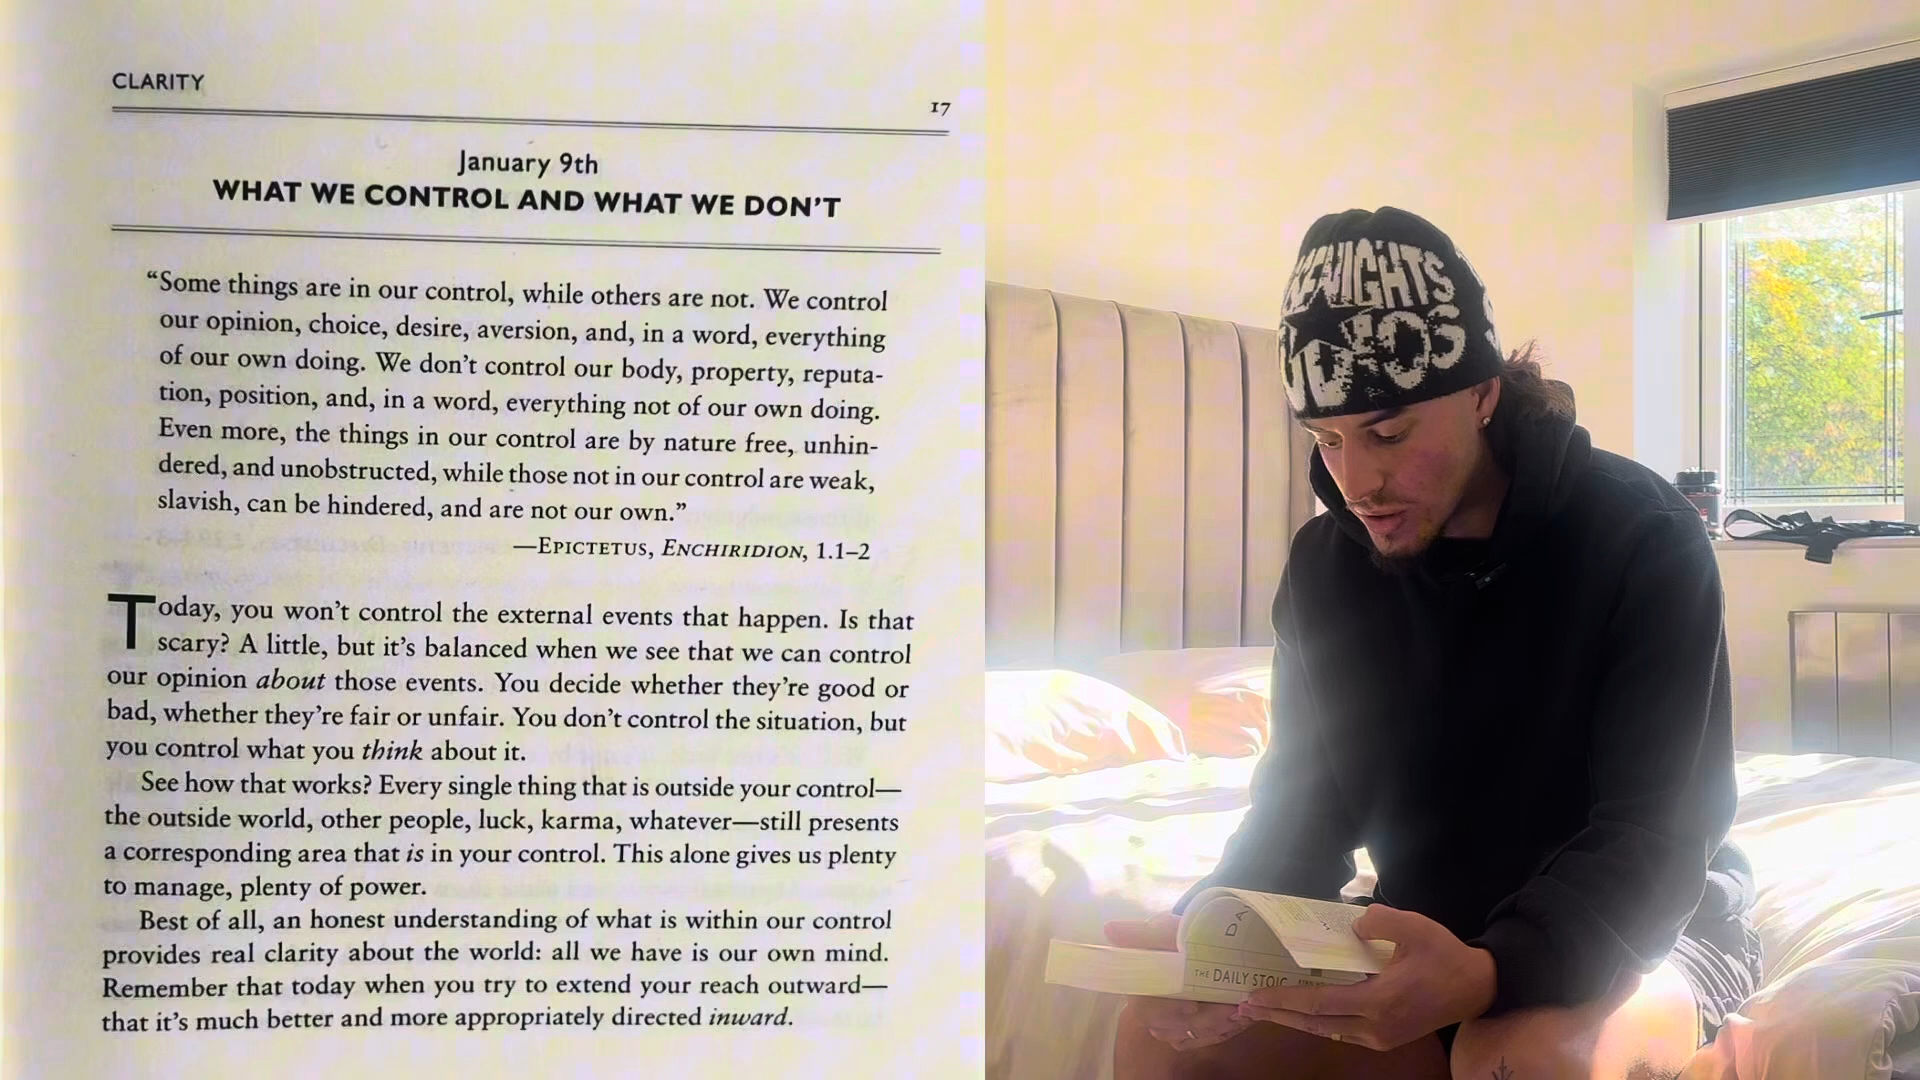 CLARITY
17
January 9th
WHAT WE CONTROL AND WHAT WE DON'T
“Some things are in our control, while others are not. We control
our opinion, choice, desire, aversion, and, in a word, everything
of our own doing. We don't control our body, property, reputa-
tion, position, and, in a word, everything not of our own doing.
Even more, the things in our control are by nature free, unhin-
dered, and unobstructed, while those not in our control are weak,
slavish, can be hindered, and are not our own.”
—EPICTETUS, ENCHIRIDION, 1.1–2
Today, you won't control the external events that happen. Is that
scary? A little, but it's balanced when we see that we can control
our opinion about those events. You decide whether they're good or
bad, whether they're fair or unfair. You don't control the situation, but
you control what you think about it.
See how that works? Every single thing that is outside your control—
the outside world, other people, luck, karma, whatever—still presents
a corresponding area that is in your control. This alone gives us plenty
to manage, plenty of power.
Best of all, an honest understanding of what is within our control
provides real clarity about the world: all we have is our own mind.
Remember that today when you try to extend your reach outward—
that it's much better and more appropriately directed inward.
THE DAILY STOIC